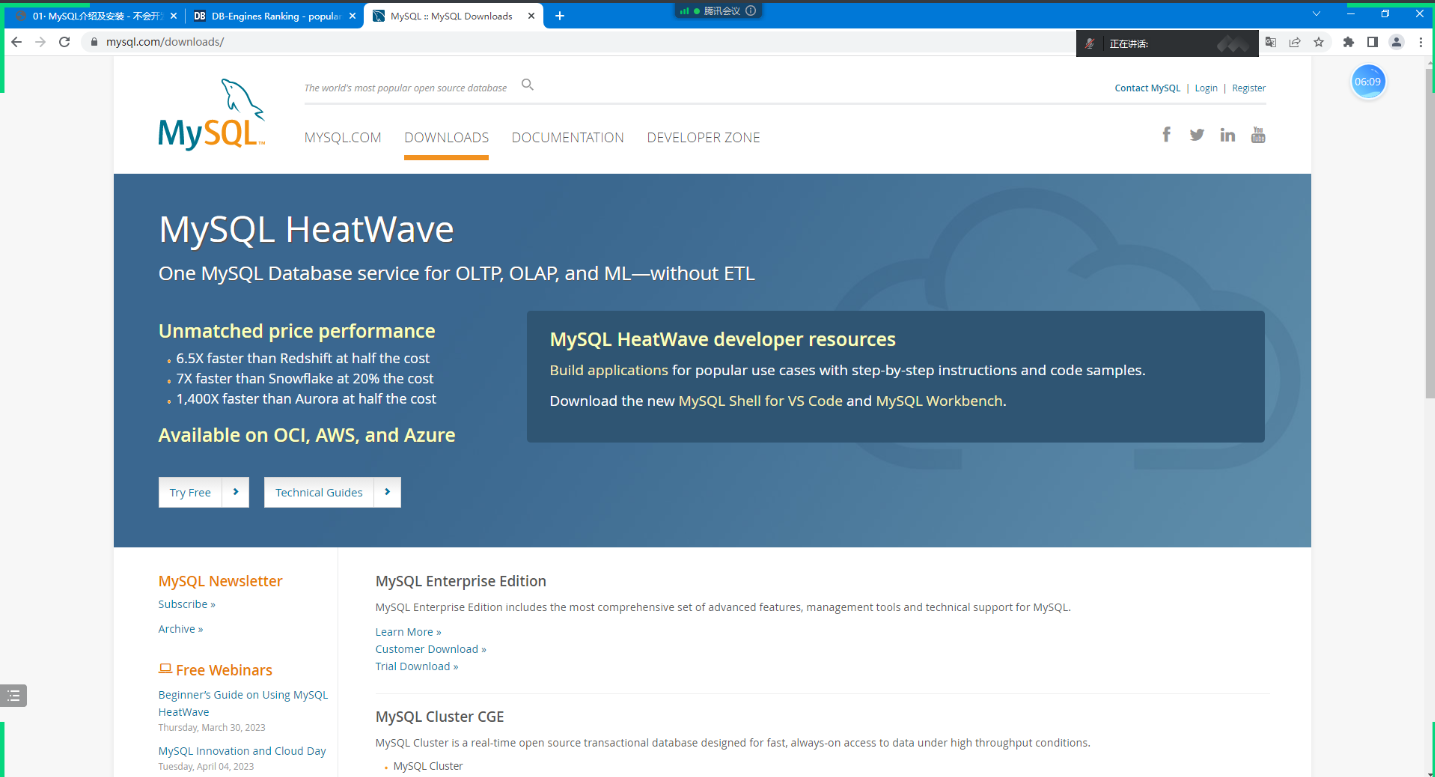 01- MySQL介绍及安装 - 不会开
DB DB-Engines Ranking - popular
MySQL :: MySQL Downloads
腾讯会议
mysql.com/downloads/
正在讲话:
06:09
MySQL™
The world's most popular open source database
Contact MySQL | Login | Register
MYSQL.COM DOWNLOADS DOCUMENTATION DEVELOPER ZONE
You Tube
MySQL HeatWave
One MySQL Database service for OLTP, OLAP, and ML—without ETL
Unmatched price performance
6.5X faster than Redshift at half the cost
7X faster than Snowflake at 20% the cost
1,400X faster than Aurora at half the cost
Available on OCI, AWS, and Azure
MySQL HeatWave developer resources
Build applications for popular use cases with step-by-step instructions and code samples.
Download the new MySQL Shell for VS Code and MySQL Workbench.
Try Free
Technical Guides
MySQL Newsletter
Subscribe »
Archive »
Free Webinars
Beginner's Guide on Using MySQL
HeatWave
Thursday, March 30, 2023
MySQL Innovation and Cloud Day
Tuesday, April 04, 2023
MySQL Enterprise Edition
MySQL Enterprise Edition includes the most comprehensive set of advanced features, management tools and technical support for MySQL.
Learn More »
Customer Download »
Trial Download »
MySQL Cluster CGE
MySQL Cluster is a real-time open source transactional database designed for fast, always-on access to data under high throughput conditions.
MySQL Cluster